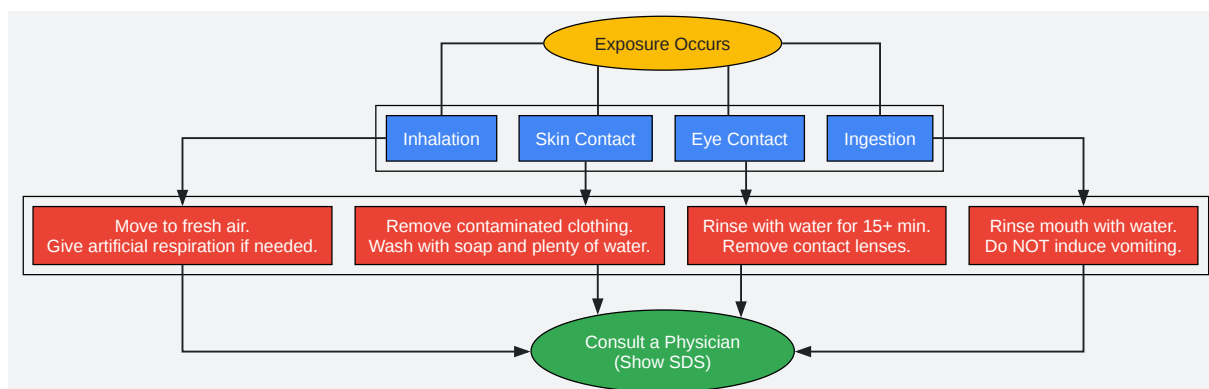 Exposure Occurs
Inhalation
Skin Contact
Eye Contact
Ingestion
Move to fresh air.
Give artificial respiration if needed.
Remove contaminated clothing.
Wash with soap and plenty of water.
Rinse with water for 15+ min.
Remove contact lenses.
Rinse mouth with water.
Do NOT induce vomiting.
Consult a Physician
(Show SDS)